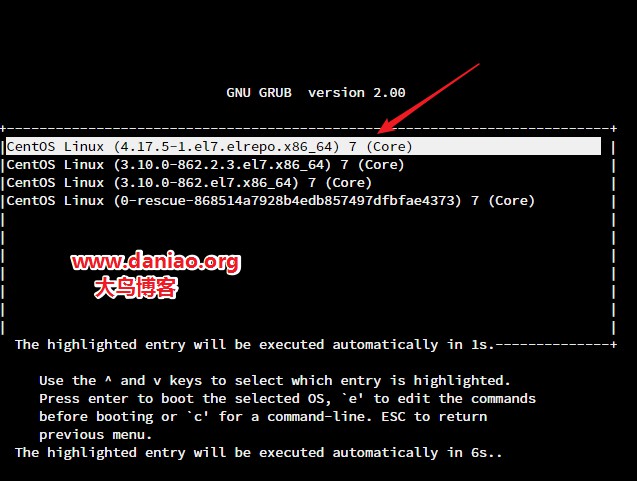 GNU GRUB  version 2.00
CentOS Linux (4.17.5-1.el7.elrepo.x86_64) 7 (Core)
CentOS Linux (3.10.0-862.2.3.el7.x86_64) 7 (Core)
CentOS Linux (3.10.0-862.el7.x86_64) 7 (Core)
CentOS Linux (0-rescue-868514a7928b4edb857497dfbfae4373) 7 (Core)
www.daniao.org
大鸟博客
The highlighted entry will be executed automatically in 1s.
Use the ^ and v keys to select which entry is highlighted.
Press enter to boot the selected OS, `e' to edit the commands
before booting or `c' for a command-line. ESC to return
previous menu.
The highlighted entry will be executed automatically in 6s..